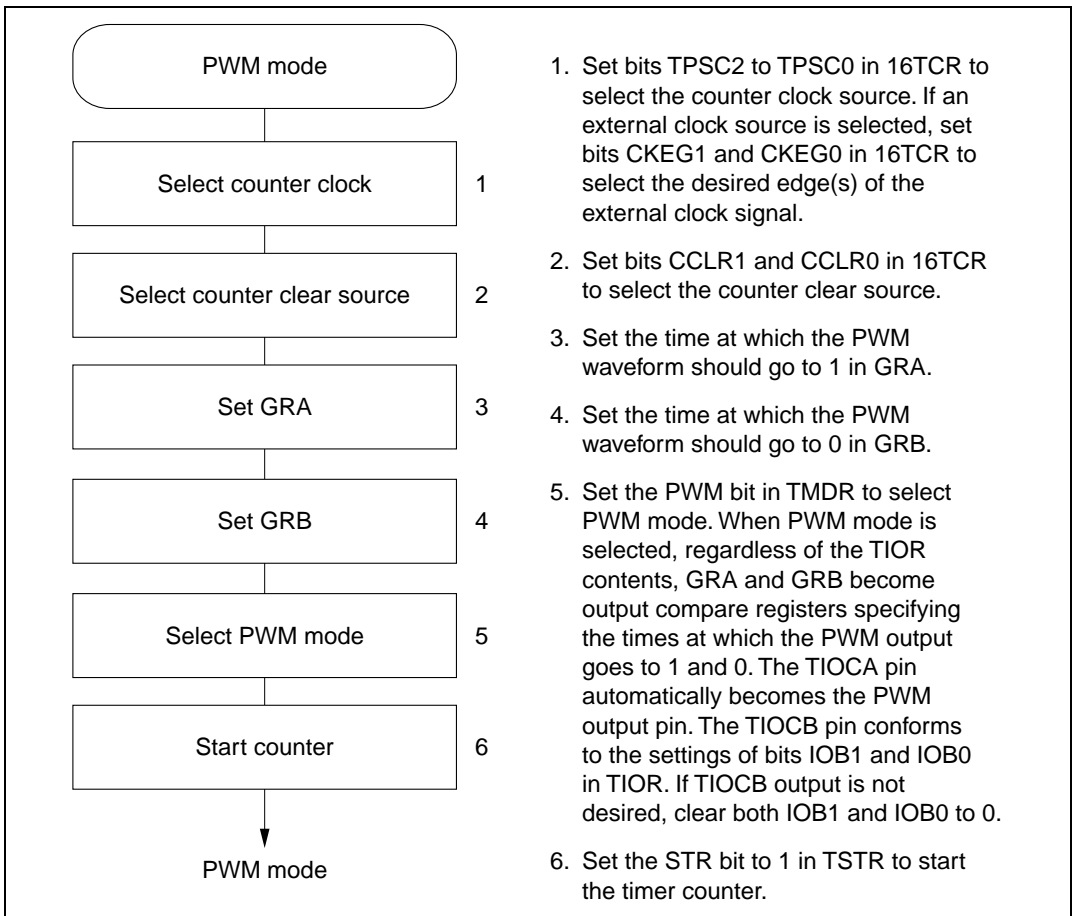 PWM mode
Select counter clock
1
Select counter clear source
2
Set GRA
3
Set GRB
4
Select PWM mode
5
Start counter
6
PWM mode
1. Set bits TPSC2 to TPSC0 in 16TCR to
select the counter clock source. If an
external clock source is selected, set
bits CKEG1 and CKEG0 in 16TCR to
select the desired edge(s) of the
external clock signal.
2. Set bits CCLR1 and CCLR0 in 16TCR
to select the counter clear source.
3. Set the time at which the PWM
waveform should go to 1 in GRA.
4. Set the time at which the PWM
waveform should go to 0 in GRB.
5. Set the PWM bit in TMDR to select
PWM mode. When PWM mode is
selected, regardless of the TIOR
contents, GRA and GRB become
output compare registers specifying
the times at which the PWM output
goes to 1 and 0. The TIOCA pin
automatically becomes the PWM
output pin. The TIOCB pin conforms
to the settings of bits IOB1 and IOB0
in TIOR. If TIOCB output is not
desired, clear both IOB1 and IOB0 to 0.
6. Set the STR bit to 1 in TSTR to start
the timer counter.